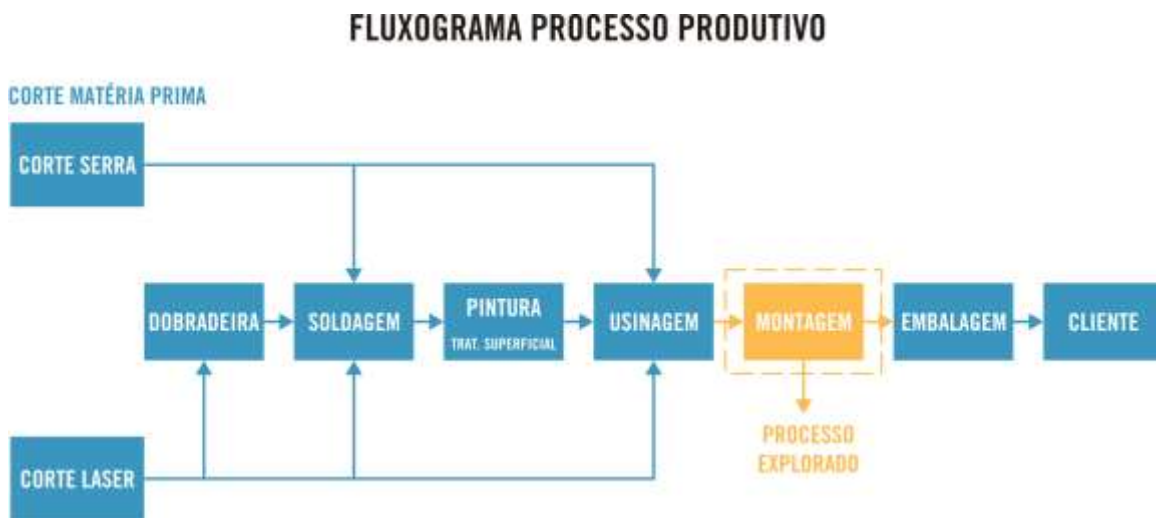 FLUXOGRAMA PROCESSO PRODUTIVO
CORTE MATÉRIA PRIMA
CORTE SERRA
DOBRADEIRA
SOLDAGEM
PINTURA
TRAT. SUPERFICIAL
USINAGEM
MONTAGEM
EMBALAGEM
CLIENTE
PROCESSO
EXPLORADO
CORTE LASER